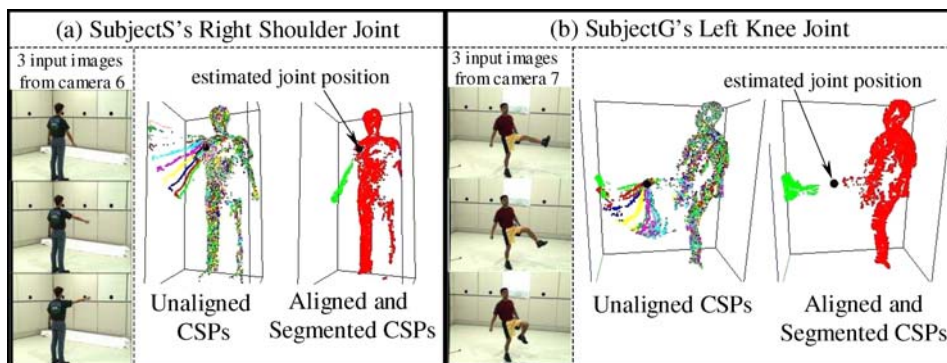 (a) SubjectS's Right Shoulder Joint
3 input images
from camera 6
estimated joint position
Unaligned
CSPs
Aligned and
Segmented CSPs
(b) SubjectG's Left Knee Joint
3 input images
from camera 7
estimated joint
position
Unaligned CSPs
Aligned and
Segmented CSPs